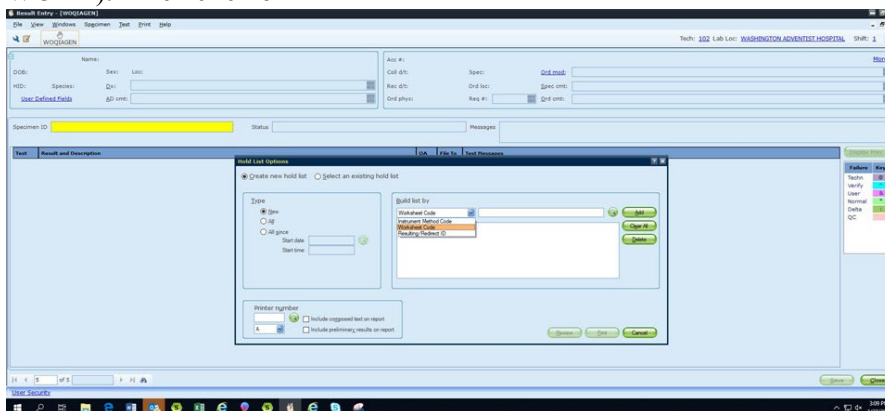 Result Entry - [WOQIAGEN]
File View Windows Specimen Test Print Help
WOQIAGEN
Tech: 102 Lab Loc: WASHINGTON ADVENTIST HOSPITAL Shift: 1
Name:
DOB: Sex: Loc:
HID: Species: Dx:
User Defined Fields AD cmt:
Acc #:
Coll d/t: Spec: Ord mod:
Rec d/t: Ord loc: Spec cmt:
Ord phys: Req #: Ord cmt:
Specimen ID Status Messages
Test Result and Description OA File To Test Messages
Failure Key
Techn @
Verify
User &
Normal *
Delta
QC
Hold List Options
Create new hold list Select an existing hold list
Type
New
All
All since
Start date:
Start time:
Build list by
Worksheet Code
Instrument Method Code
Worksheet Code
Resulting/Redirect ID
Add
Clear All
Delete
Printer number
Include composed text on report
A Include preliminary results on report
Review Print Cancel
5 of 5
Save Close
User Security
3:09 P